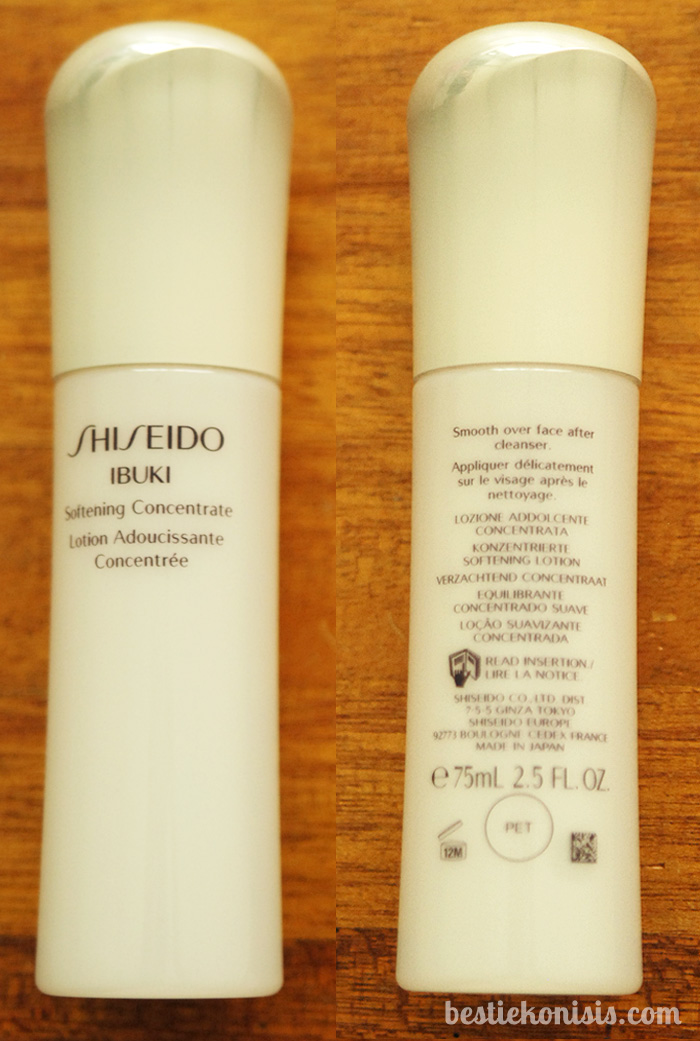 SHISEIDO
IBUKI
Softening Concentrate
Lotion Adoucissante
Concentrée
Smooth over face after
cleanser.
Appliquer délicatement
sur le visage après le
nettoyage.
LOZIONE ADDOLCENTE
CONCENTRATA
KONZENTRIERTE
SOFTENING LOTION
VERZACHTEND CONCENTRAAT
EQUILIBRANTE
CONCENTRADO SUAVE
LOÇÃO SUAVIZANTE
CONCENTRADA
READ INSERTION./
LIRE LA NOTICE
SHISEIDO CO., LTD. DIST.
7-5-5 GINZA TOKYO
SHISEIDO EUROPE
92773 BOULOGNE CEDEX FRANCE
MADE IN JAPAN
e 75mL 2.5 FL. OZ.
PET
12M
bestiekonisis.com